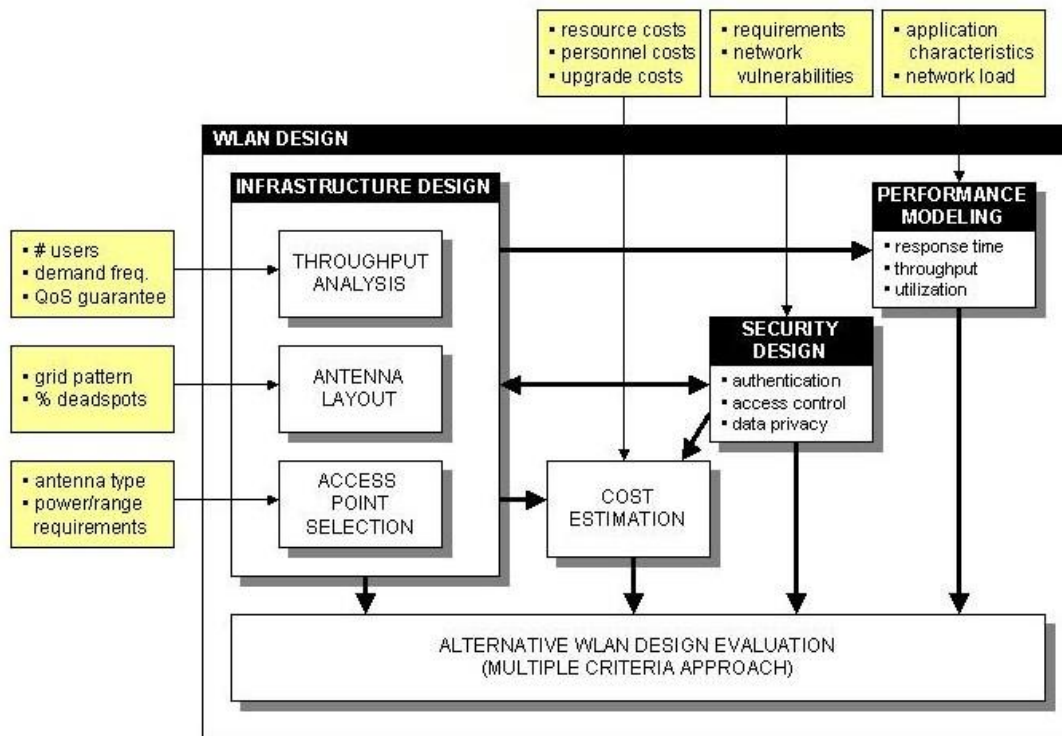 ▪ resource costs
▪ personnel costs
▪ upgrade costs
▪ requirements
▪ network
vulnerabilities
▪ application
characteristics
▪ network load
WLAN DESIGN
INFRASTRUCTURE DESIGN
PERFORMANCE
MODELING
▪ response time
▪ throughput
▪ utilization
▪ # users
▪ demand freq.
▪ QoS guarantee
THROUGHPUT
ANALYSIS
SECURITY
DESIGN
▪ authentication
▪ access control
▪ data privacy
▪ grid pattern
▪ % deadspots
ANTENNA
LAYOUT
▪ antenna type
▪ power/range
requirements
ACCESS
POINT
SELECTION
COST
ESTIMATION
ALTERNATIVE WLAN DESIGN EVALUATION
(MULTIPLE CRITERIA APPROACH)